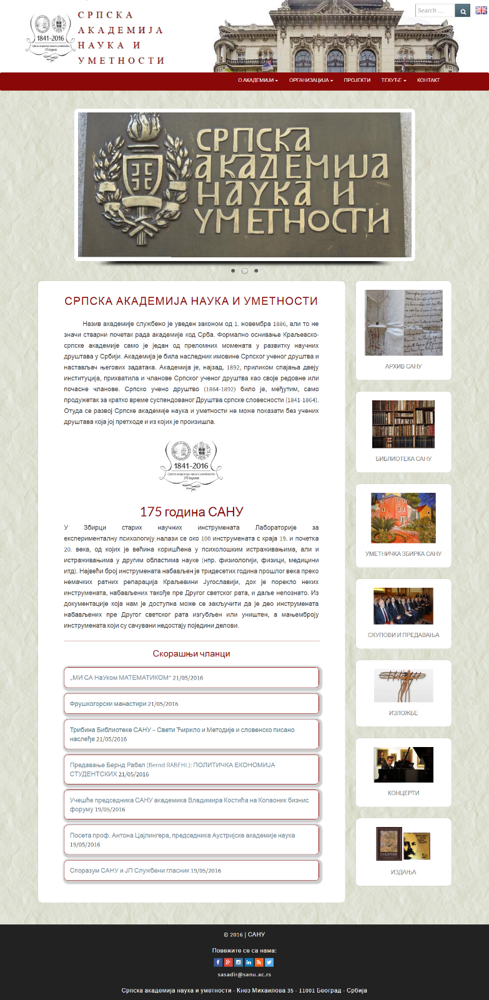 СРПСКА
АКАДЕМИЈА
НАУКА И
УМЕТНОСТИ
1841-2016
Српска академија наука и уметности
175 година
Search ...
О АКАДЕМИЈИ
ОРГАНИЗАЦИЈА
ПРОЈЕКТИ
ТЕКУЋЕ
КОНТАКТ
СРПСКА
АКАДЕМИЈА
НАУКА И
УМЕТНОСТИ
СРПСКА АКАДЕМИЈА НАУКА И УМЕТНОСТИ
Назив академије службено је уведен законом од 1. новембра 1886, али то не
значи стварни почетак рада академије код Срба. Формално оснивање Краљевско-
српске академије само је један од преломних момената у развитку научних
друштава у Србији. Академија је била наследник имовине Српског ученог друштва и
настављач његових задатака. Академија је, најзад, 1892, приликом спајања двеју
институција, прихватила и чланове Српског ученог друштва као своје редовне или
почасне чланове. Српско учено друштво (1864-1892) било је, међутим, само
продужетак за кратко време суспендованог Друштва српске словесности (1841-1864).
Отуда се развој Српске академије наука и уметности не може показати без учених
друштава која јој претходе и из којих је произишла.
1841-2016
Српска академија наука и уметности
175 година
175 година САНУ
У Збирци старих научних инструмената Лабораторије за
експерименталну психологију налази се око 100 инструмената с краја 19. и почетка
20. века, од којих је већина коришћена у психолошким истраживањима, али и
истраживањима у другим областима науке (нпр. физиологији, физици, медицини
итд). Највећи број инструмената набављен је тридесетих година прошлог века преко
немачких ратних репарација Краљевини Југославији, док је порекло неких
инструмената, набављених такође пре Другог светског рата, и даље непознато. Из
документације која нам је доступна може се закључити да је део инструмената
набављених пре Другог светског рата изгубљен или уништен, а мањемброју
инструмената који су сачувани недостају поједини делови.
Скорашњи чланци
„МИ СА НаУком МАТЕМАТИКОМ“ 21/05/2016
Фрушкогорски манастири 21/05/2016
Трибина Библиотеке САНУ – Свети Ћирило и Методије и словенско писано
наслеђе 21/05/2016
Предавање Бернд Рабел (Bernd RABEHL): ПОЛИТИЧКА ЕКОНОМИЈА
СТУДЕНТСКИХ 21/05/2016
Учешће председника САНУ академика Владимира Костића на Копаоник бизнис
форуму 19/05/2016
Посета проф. Антона Цајлингера, председника Аустријске академије наука
19/05/2016
Споразум САНУ и ЈП Службени гласник 19/05/2016
АРХИВ САНУ
БИБЛИОТЕКА САНУ
УМЕТНИЧКА ЗБИРКА САНУ
СКУПОВИ И ПРЕДАВАЊА
ИЗЛОЖБЕ
КОНЦЕРТИ
ЗАКОНИК
ИЗДАЊА
© 2016 | САНУ
Повежите се са нама:
sasadir@sanu.ac.rs
Српска академија наука и уметности - Кнез Михаилова 35 - 11001 Београд - Србија